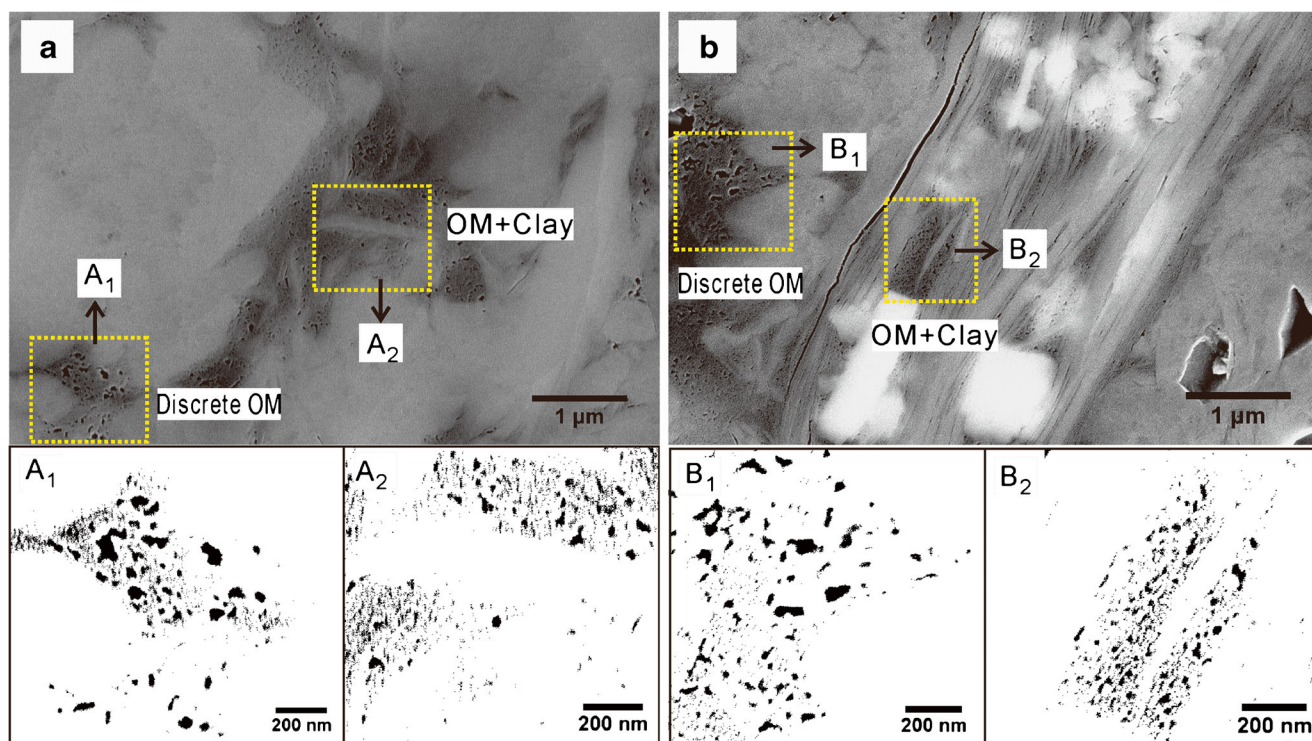 a
A1
Discrete OM
OM+Clay
A2
1 µm
b
B1
Discrete OM
B2
OM+Clay
1 µm
A1
200 nm
A2
200 nm
B1
200 nm
B2
200 nm